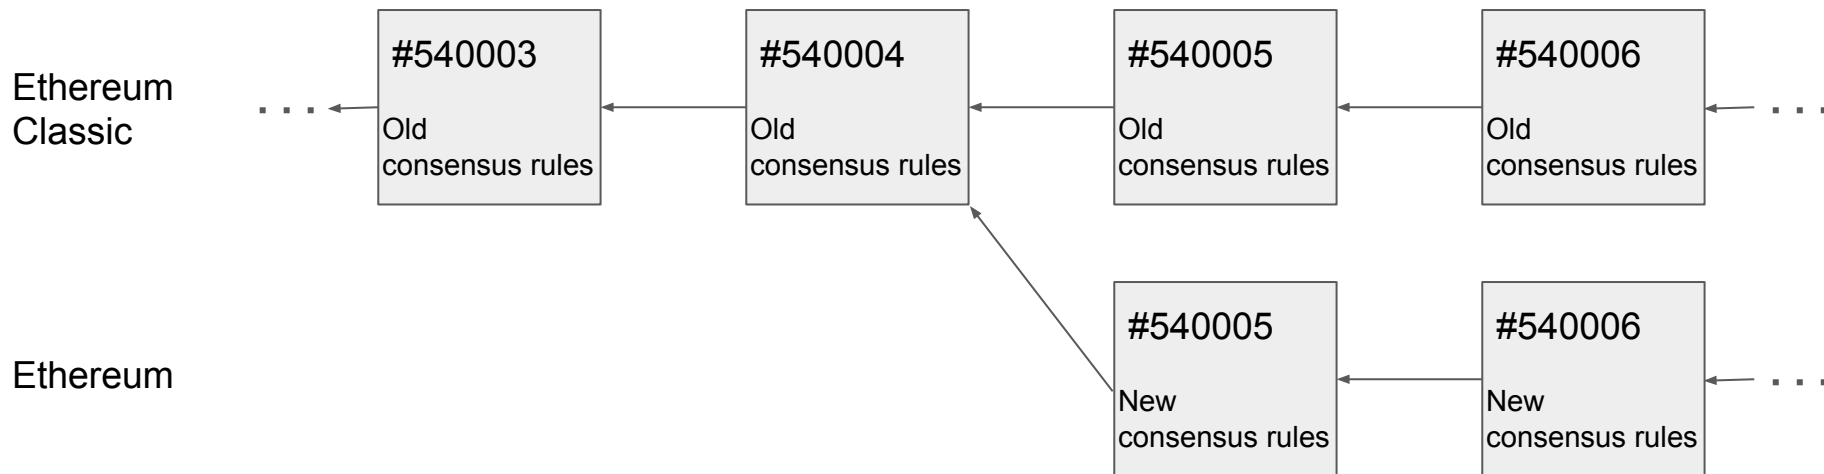 Ethereum
Classic
. . .
#540003
Old
consensus rules
#540004
Old
consensus rules
#540005
Old
consensus rules
#540006
Old
consensus rules
. . .
Ethereum
#540005
New
consensus rules
#540006
New
consensus rules
. . .